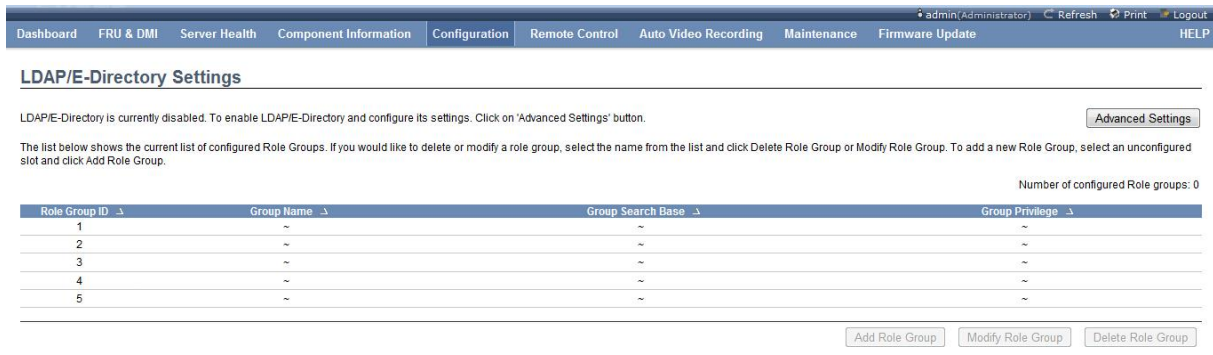 admin(Administrator) Refresh Print Logout
Dashboard FRU & DMI Server Health Component Information Configuration Remote Control Auto Video Recording Maintenance Firmware Update HELP
LDAP/E-Directory Settings
LDAP/E-Directory is currently disabled. To enable LDAP/E-Directory and configure its settings. Click on 'Advanced Settings' button.
Advanced Settings
The list below shows the current list of configured Role Groups. If you would like to delete or modify a role group, select the name from the list and click Delete Role Group or Modify Role Group. To add a new Role Group, select an unconfigured
slot and click Add Role Group.
Number of configured Role groups: 0
Role Group ID Group Name Group Search Base Group Privilege
1 ~ ~ ~
2 ~ ~ ~
3 ~ ~ ~
4 ~ ~ ~
5 ~ ~ ~
Add Role Group Modify Role Group Delete Role Group